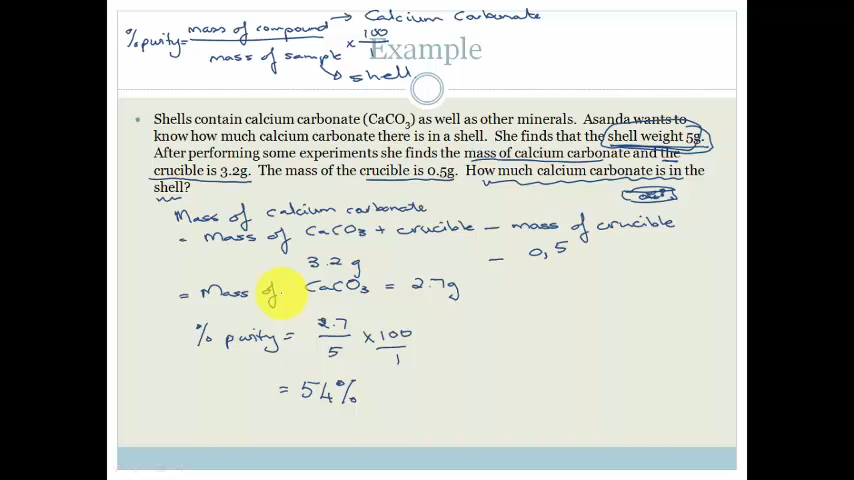 %purity = mass of compound → Calcium Carbonate
mass of sample × 100
1
shell
Example
Shells contain calcium carbonate (CaCO₃) as well as other minerals. Asanda wants to
know how much calcium carbonate there is in a shell. She finds that the shell weight 5g.
After performing some experiments she finds the mass of calcium carbonate and the
crucible is 3.2g. The mass of the crucible is 0.5g. How much calcium carbonate is in the
shell?
Mass of calcium carbonate
= Mass of CaCO₃ + crucible – mass of crucible
3.2g – 0,5
= Mass of CaCO₃ = 2.7g
% purity = 2.7 × 100
5 1
= 54%